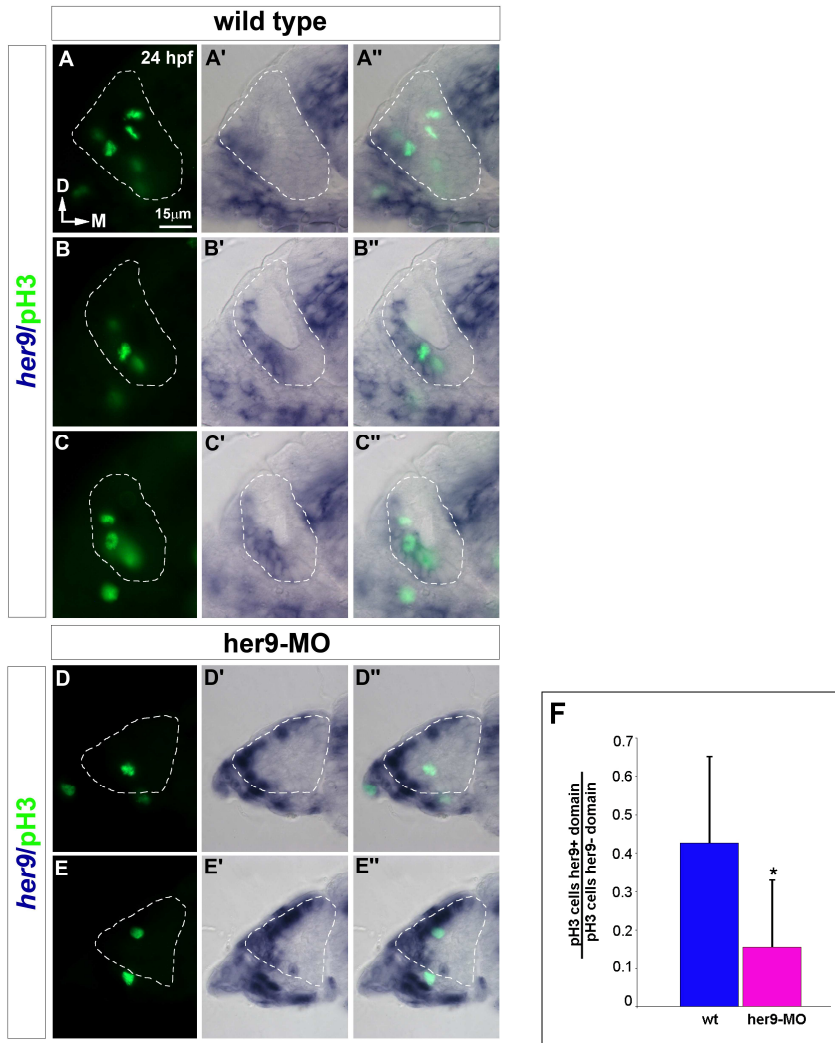 wild type
her9/pH3
A
24 hpf
A'
A"
D
M
15μm
B
B'
B"
C
C'
C"
her9-MO
her9/pH3
D
D'
D"
E
E'
E"
F
pH3 cells her9+ domain
pH3 cells her9- domain
0.7
0.6
0.5
0.4
0.3
0.2
0.1
0
*
wt
her9-MO